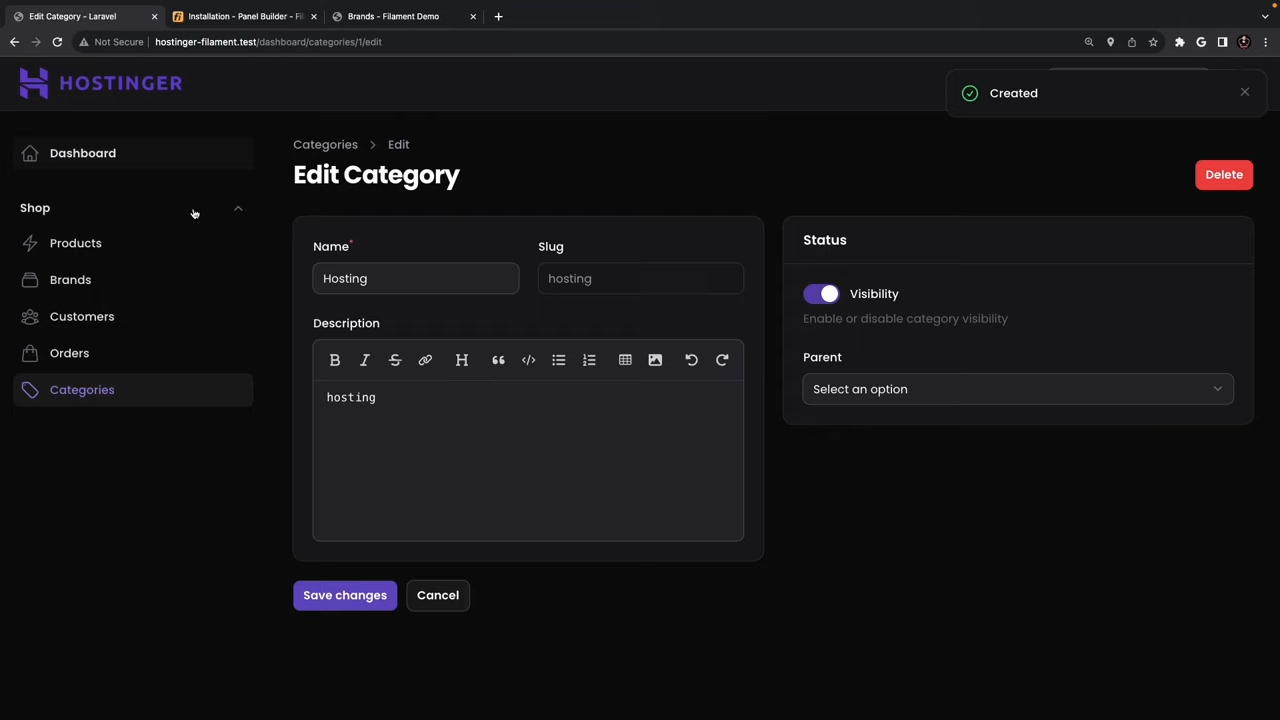 Edit Category - Laravel
Installation - Panel Builder - Fi
Brands - Filament Demo
Not Secure
hostinger-filament.test/dashboard/categories/1/edit
HOSTINGER
Created
Dashboard
Shop
Products
Brands
Customers
Orders
Categories
Categories > Edit
Edit Category
Delete
Name*
Slug
Hosting
hosting
Description
B I S H
hosting
Save changes
Cancel
Status
Visibility
Enable or disable category visibility
Parent
Select an option